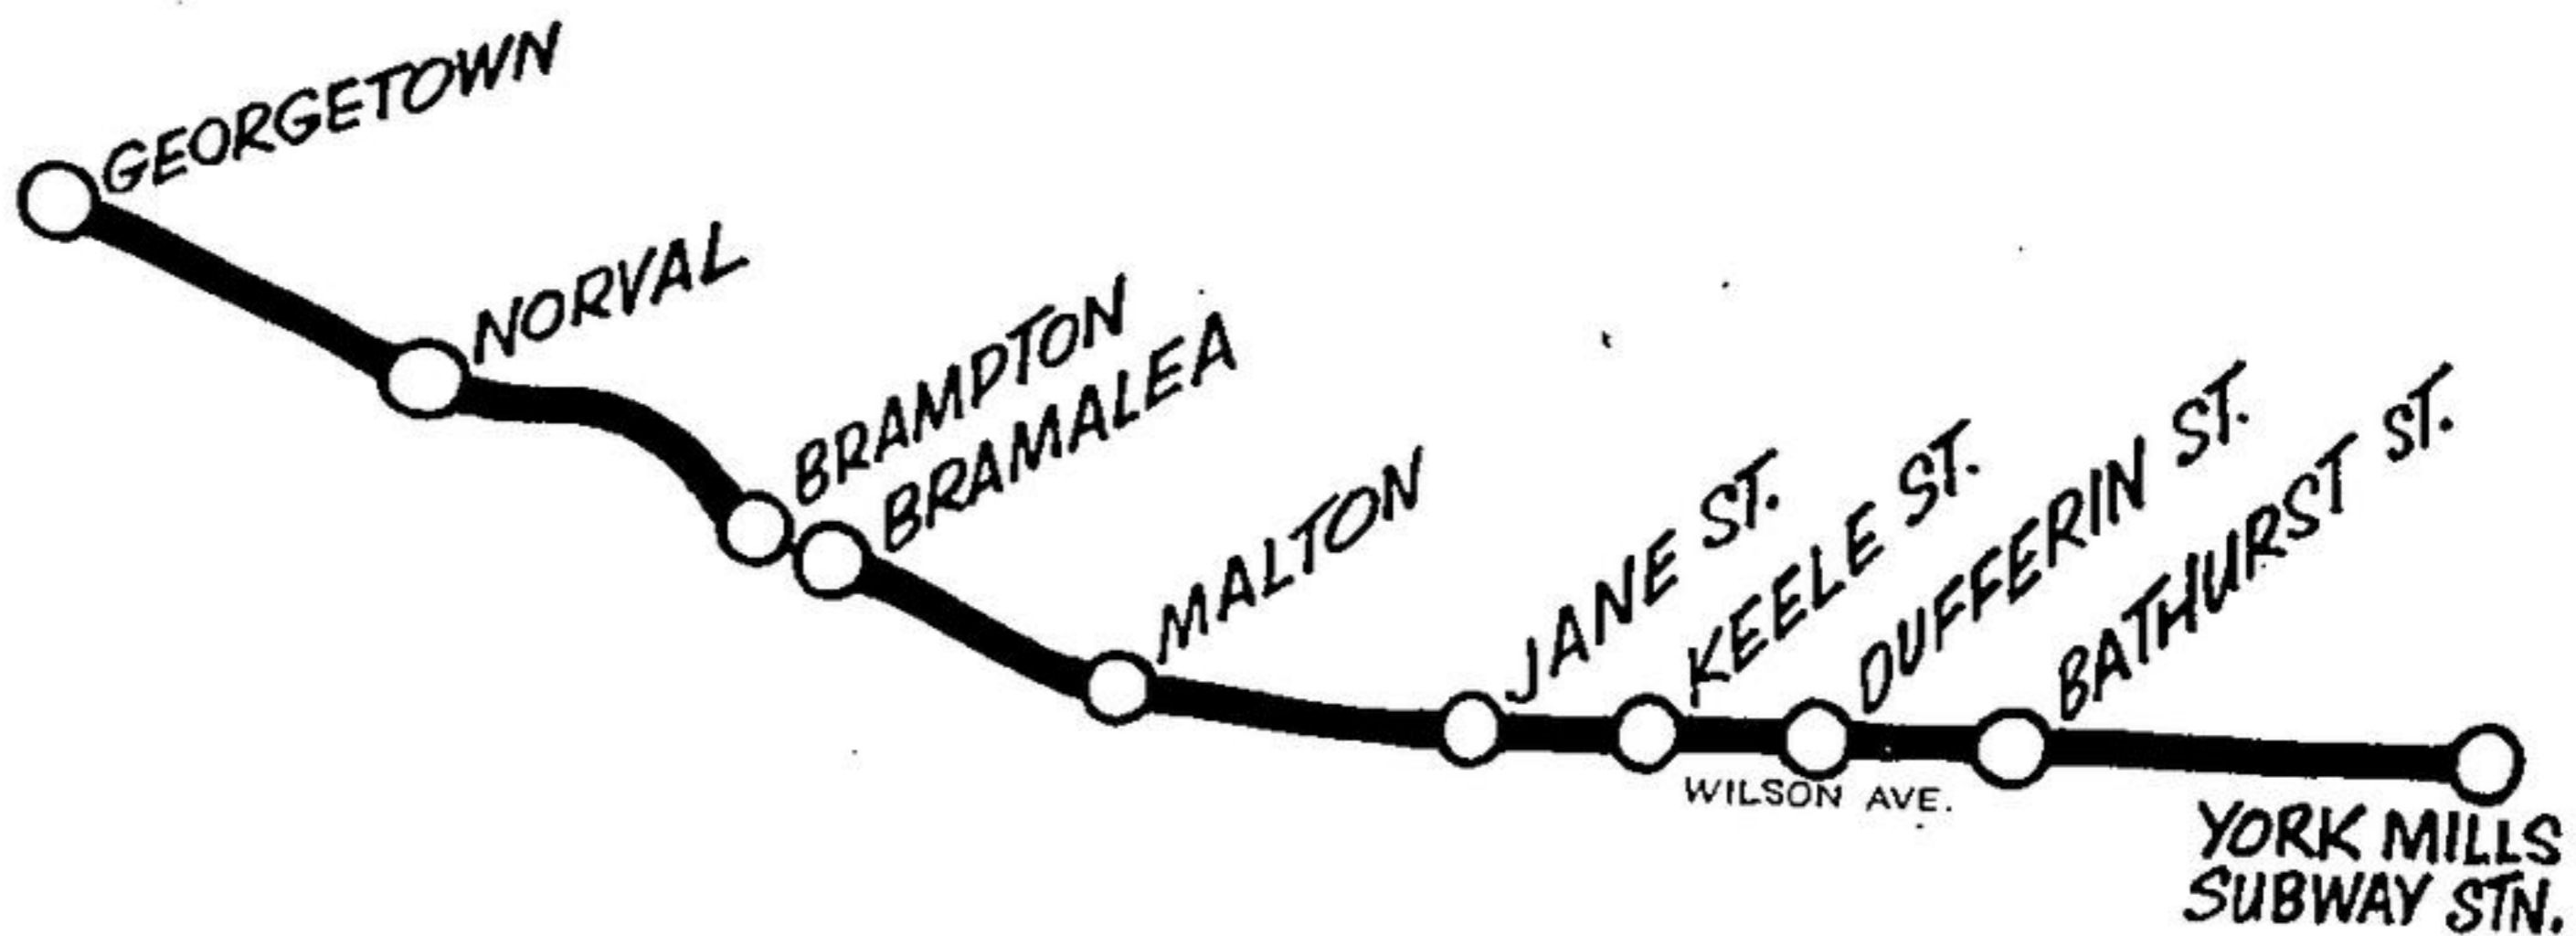 GEORGETOWN
NORVAL
BRAMPTON
BRAMALEA
MALTON
JANE ST.
KEELE ST.
DUFFERIN ST.
BATHURST ST.
WILSON AVE.
YORK MILLS
SUBWAY STN.